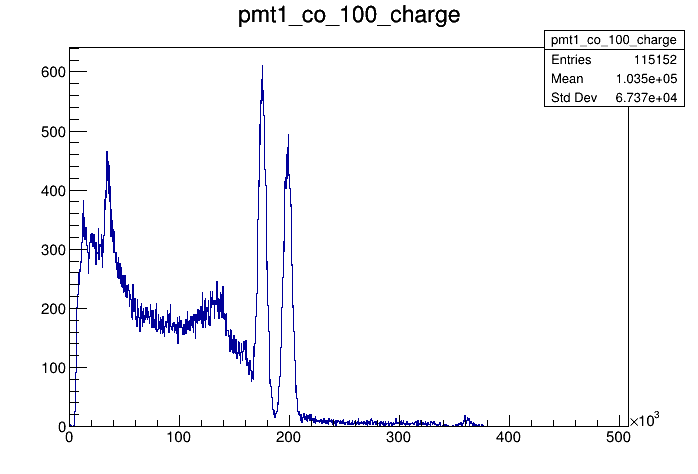 pmt1_co_100_charge
pmt1_co_100_charge
Entries 115152
Mean 1.035e+05
Std Dev 6.737e+04
600
500
400
300
200
100
0
0 100 200 300 400 500
×10³